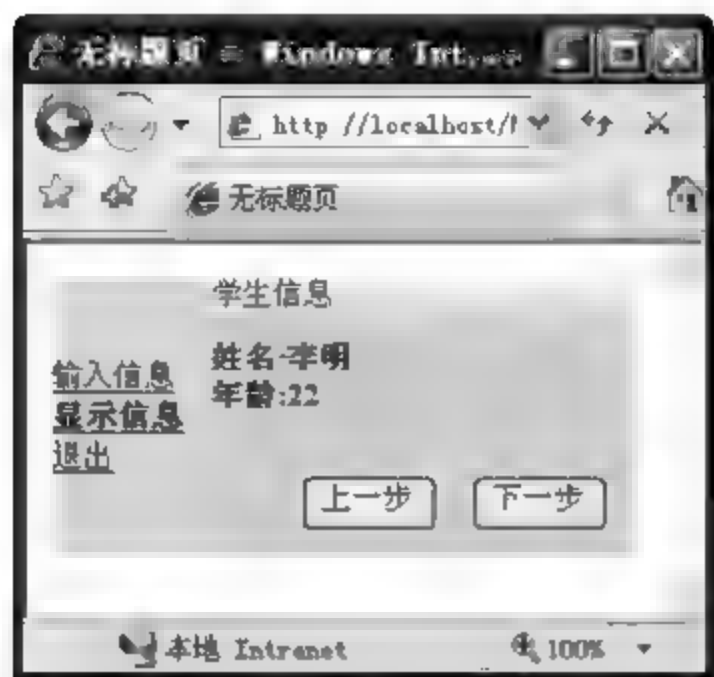 无标题页 - Windows Int...
http //localhost/
无标题页
学生信息
姓名:李明
年龄:22
输入信息
显示信息
退出
上一步
下一步
本地 Intranet
100%